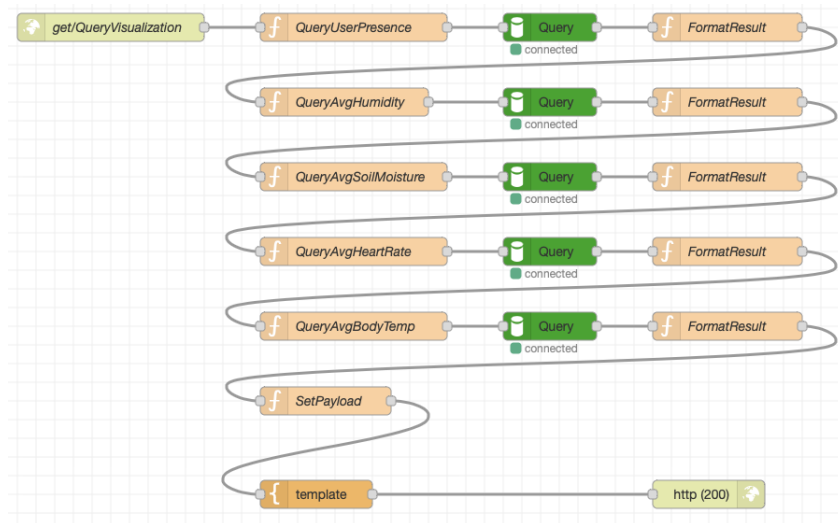 get/QueryVisualization QueryUserPresence Query FormatResult
connected
QueryAvgHumidity Query FormatResult
connected
QueryAvgSoilMoisture Query FormatResult
connected
QueryAvgHeartRate Query FormatResult
connected
QueryAvgBodyTemp Query FormatResult
connected
SetPayload
template http (200)